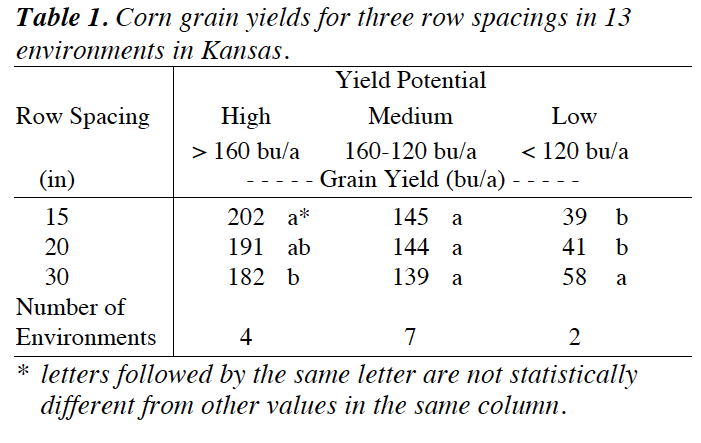 Table 1. Corn grain yields for three row spacings in 13
environments in Kansas.
Yield Potential
Row Spacing High Medium Low
> 160 bu/a 160-120 bu/a < 120 bu/a
(in) - - - - - Grain Yield (bu/a) - - - - -
15 202 a* 145 a 39 b
20 191 ab 144 a 41 b
30 182 b 139 a 58 a
Number of
Environments 4 7 2
* letters followed by the same letter are not statistically
different from other values in the same column.